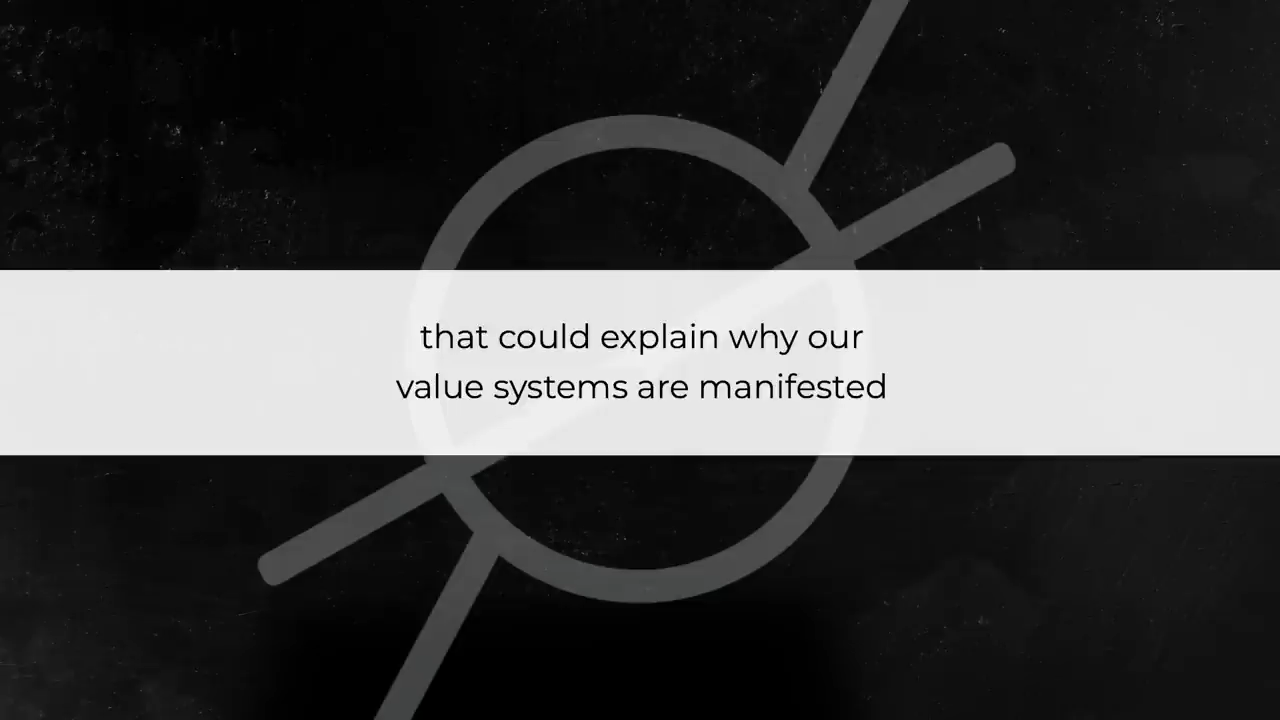 that could explain why our
value systems are manifested